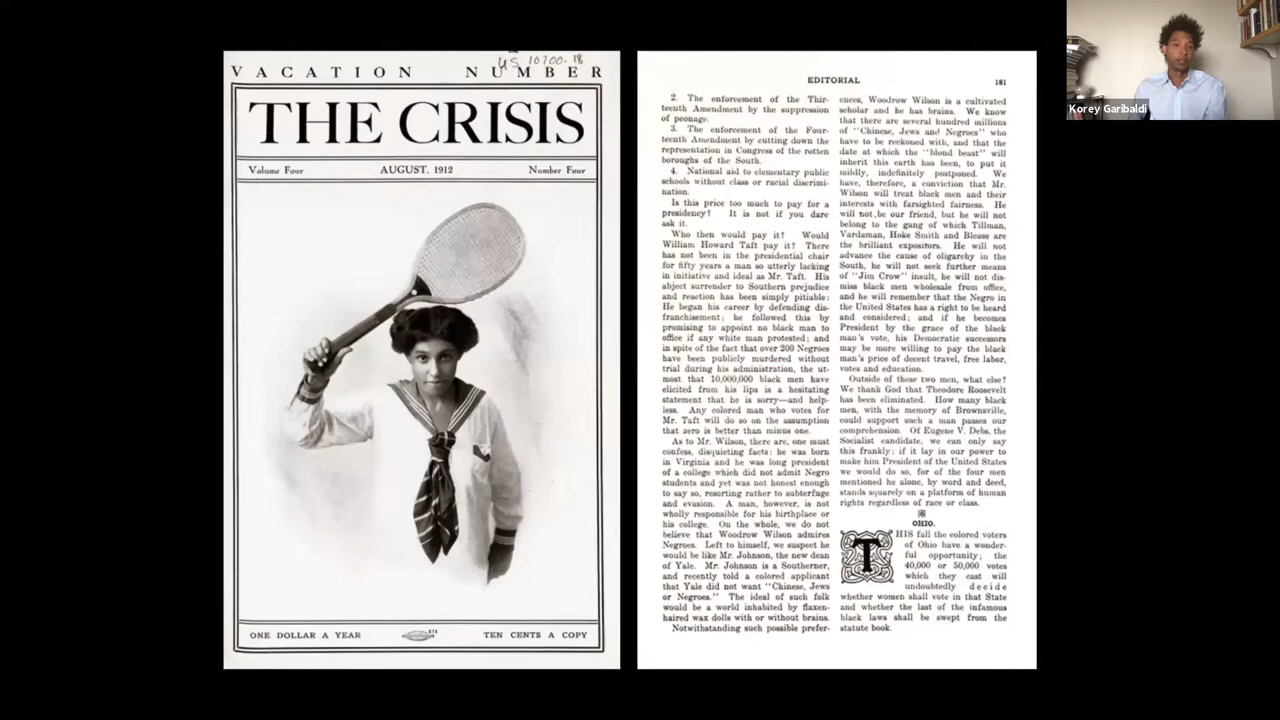 US 10700.18
VACATION NUMBER
THE CRISIS
Volume Four AUGUST, 1912 Number Four
ONE DOLLAR A YEAR TEN CENTS A COPY
EDITORIAL 181
2. The enforcement of the Thir-
teenth Amendment by the suppression
of peonage.
3. The enforcement of the Four-
teenth Amendment by cutting down the
representation in Congress of the rotten
boroughs of the South.
4. National aid to elementary public
schools without class or racial discrimi-
nation.
Is this price too much to pay for a
presidency? It is not if you dare
ask it.
Who then would pay it? Would
William Howard Taft pay it? There
has not been in the presidential chair
for fifty years a man so utterly lacking
in initiative and ideal as Mr. Taft. His
abject surrender to Southern prejudice
and reaction has been simply pitiable:
He began his career by defending dis-
franchisement; he followed this by
promising to appoint no black man to
office if any white man protested; and
in spite of the fact that over 200 Negroes
have been publicly murdered without
trial during his administration, the ut-
most that 10,000,000 black men have
elicited from his lips is a hesitating
statement that he is sorry—and help-
less. Any colored man who votes for
Mr. Taft will do so on the assumption
that zero is better than minus one.
As to Mr. Wilson, there are, one must
confess, disquieting facts: he was born
in Virginia and he was long president
of a college which did not admit Negro
students and yet was not honest enough
to say so, resorting rather to subterfuge
and evasion. A man, however, is not
wholly responsible for his birthplace or
his college. On the whole, we do not
believe that Woodrow Wilson admires
Negroes. Left to himself, we suspect he
would be like Mr. Johnson, the new dean
of Yale. Mr. Johnson is a Southerner,
and recently told a colored applicant
that Yale did not want "Chinese, Jews
or Negroes." The ideal of such folk
would be a world inhabited by flaxen-
haired wax dolls with or without brains.
Notwithstanding such possible prefer-
ences, Woodrow Wilson is a cultivated
scholar and he has brains. We know
that there are several hundred millions
of "Chinese, Jews and Negroes" who
have to be reckoned with, and that the
date at which the "blond beast" will
inherit this earth has been, to put it
mildly, indefinitely postponed. We
have, therefore, a conviction that Mr.
Wilson will treat black men and their
interests with farsighted fairness. He
will not be our friend, but he will not
belong to the gang of which Tillman,
Vardaman, Hoke Smith and Blease are
the brilliant expositors. He will not
advance the cause of oligarchy in the
South, he will not seek further means
of "Jim Crow" insult, he will not dis-
miss black men wholesale from office,
and he will remember that the Negro in
the United States has a right to be heard
and considered; and if he becomes
President by the grace of the black
man's vote, his Democratic successors
may be more willing to pay the black
man's price of decent travel, free labor,
votes and education.
Outside of these two men, what else?
We thank God that Theodore Roosevelt
has been eliminated. How many black
men, with the memory of Brownsville,
could support such a man passes our
comprehension. Of Eugene V. Debs, the
Socialist candidate, we can only say
this frankly: if it lay in our power to
make him President of the United States
we would do so, for of the four men
mentioned he alone, by word and deed,
stands squarely on a platform of human
rights regardless of race or class.
OHIO.
THIS fall the colored voters
of Ohio have a wonder-
ful opportunity; the
40,000 or 50,000 votes
which they cast will
undoubtedly decide
whether women shall vote in that State
and whether the last of the infamous
black laws shall be swept from the
statute book.
Korey Garibaldi